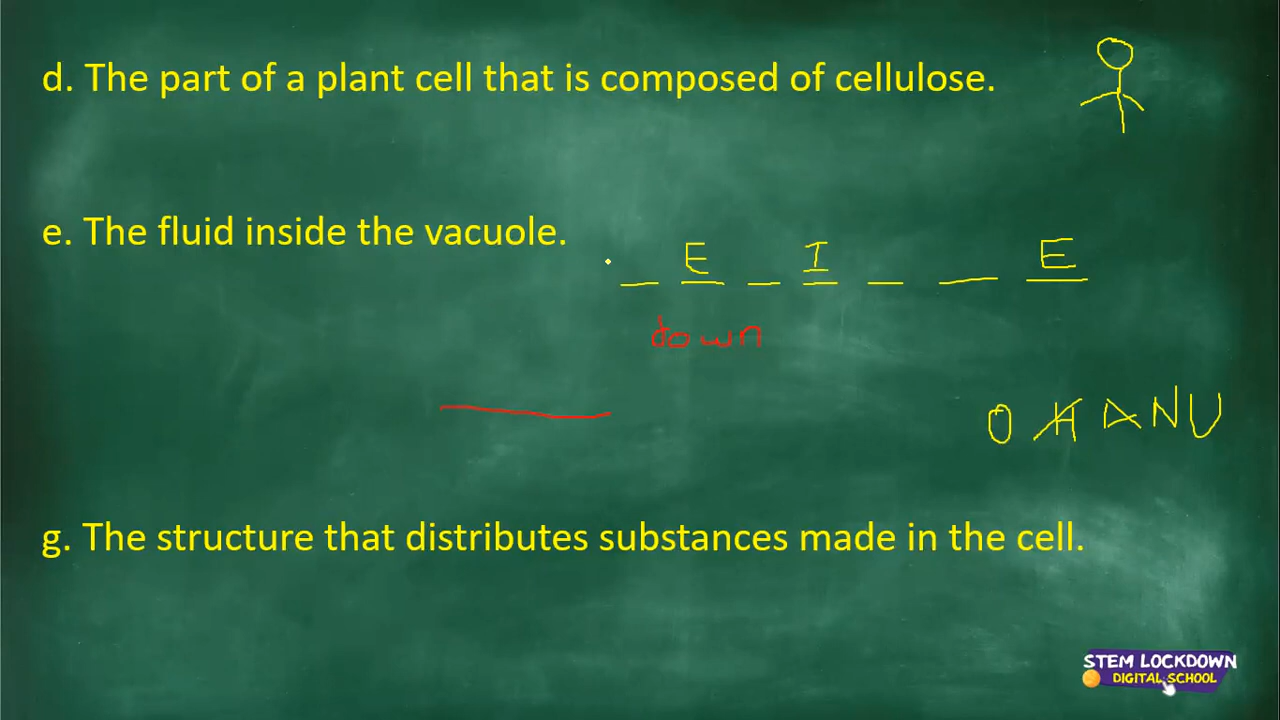 d. The part of a plant cell that is composed of cellulose.
e. The fluid inside the vacuole.
_ E _ I _ _ E
down
O H A N U
g. The structure that distributes substances made in the cell.
STEM LOCKDOWN
DIGITAL SCHOOL